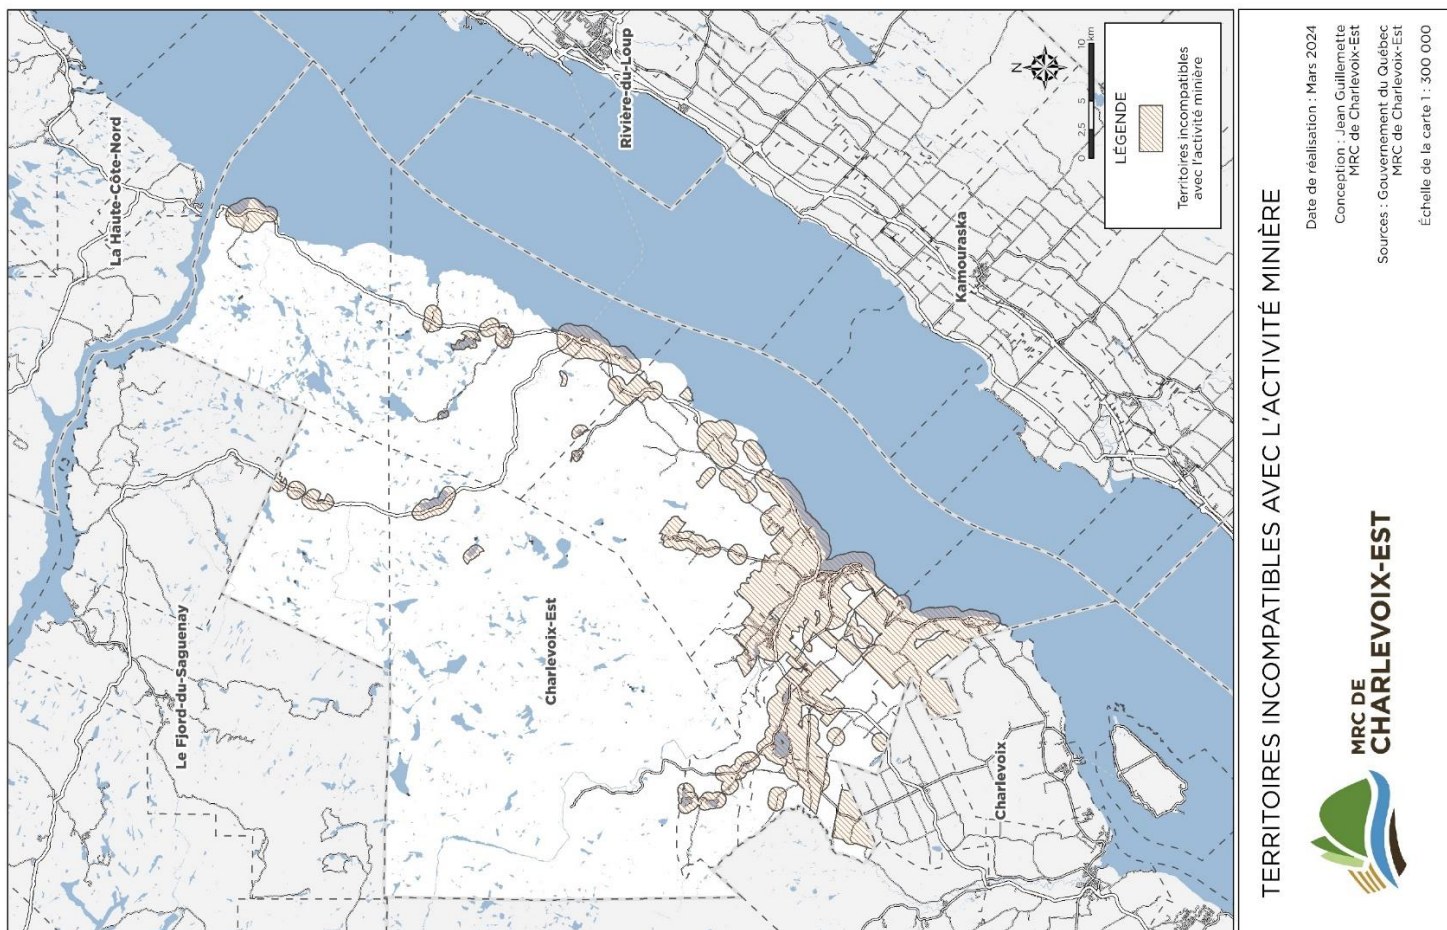 La Haute-Côte-Nord
Rivière-du-Loup
Le Fjord-du-Saguenay
Charlevoix-Est
Kamouraska
Charlevoix
N
0 2,5 5 10 km
LÉGENDE
Territoires incompatibles
avec l'activité minière
TERRITOIRES INCOMPATIBLES AVEC L'ACTIVITÉ MINIÈRE
MRC DE
CHARLEVOIX-EST
Date de réalisation : Mars 2024
Conception : Jean Guillemette
MRC de Charlevoix-Est
Sources : Gouvernement du Québec
MRC de Charlevoix-Est
Échelle de la carte 1 : 300 000